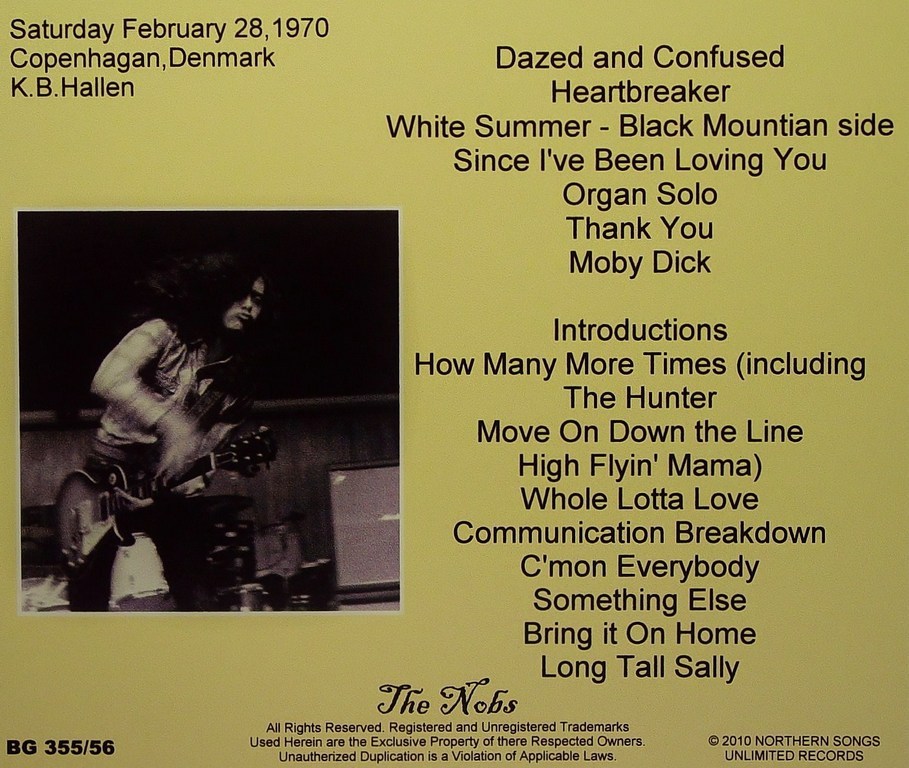 Saturday February 28,1970
Copenhagan,Denmark
K.B.Hallen
Dazed and Confused
Heartbreaker
White Summer - Black Mountian side
Since I've Been Loving You
Organ Solo
Thank You
Moby Dick
Introductions
How Many More Times (including
The Hunter
Move On Down the Line
High Flyin' Mama)
Whole Lotta Love
Communication Breakdown
C'mon Everybody
Something Else
Bring it On Home
Long Tall Sally
The Nobs
All Rights Reserved. Registered and Unregistered Trademarks
Used Herein are the Exclusive Property of there Respected Owners.
Unautherized Duplication is a Violation of Applicable Laws.
BG 355/56
© 2010 NORTHERN SONGS
UNLIMITED RECORDS